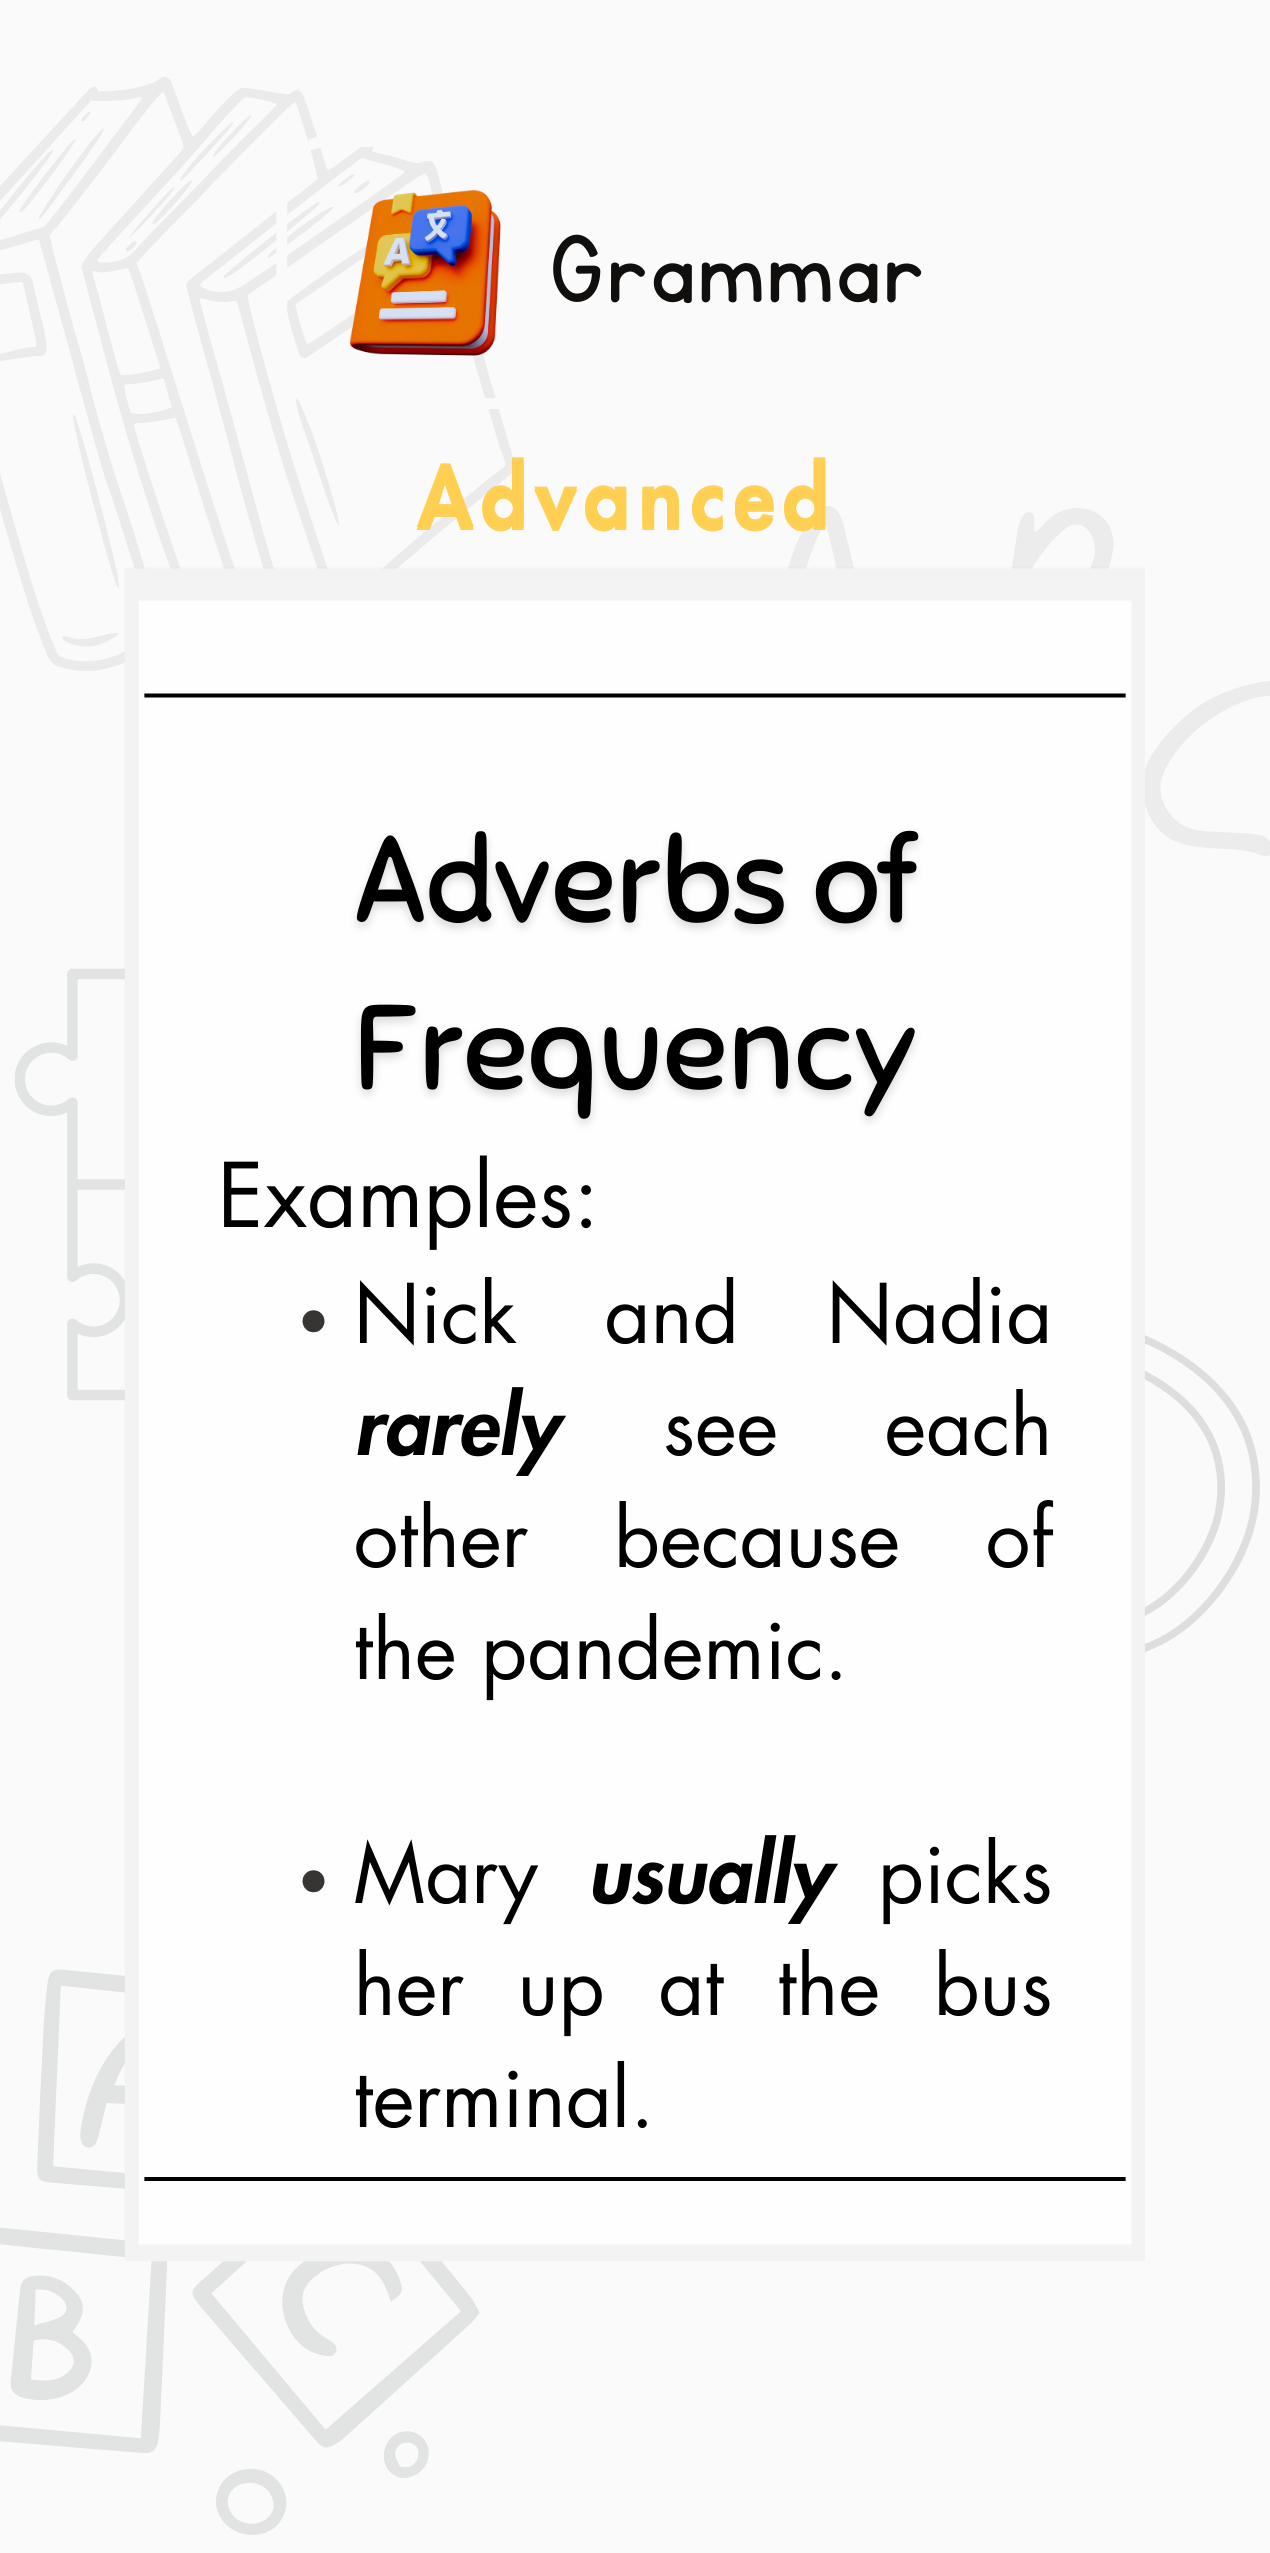 A 文
Grammar
Advanced
Adverbs of
Frequency
Examples:
• Nick and Nadia
rarely see each
other because of
the pandemic.
• Mary usually picks
her up at the bus
terminal.
A
B
C